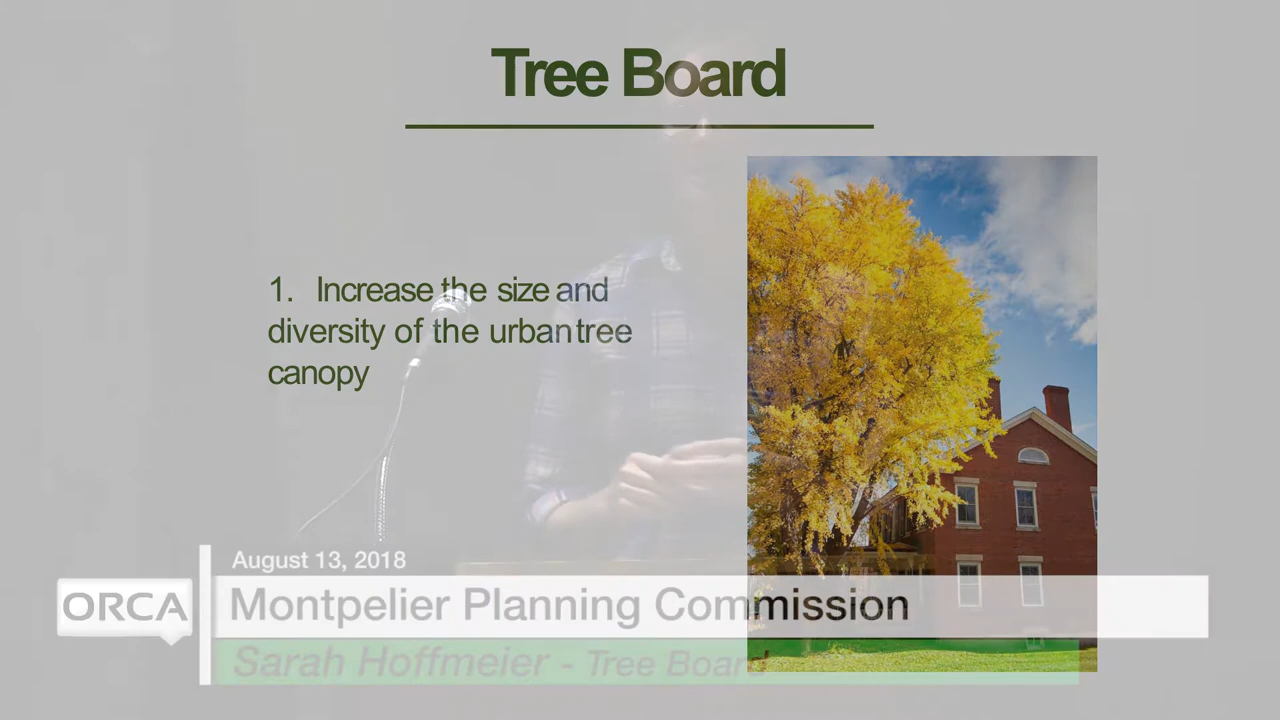 Tree Board
1. Increase the size and
diversity of the urban tree
canopy
August 13, 2018
ORCA
Montpelier Planning Commission
Sarah Hoffmeier - Tree Board